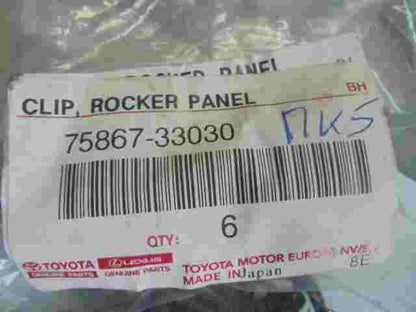 ROCKER PANEL
CLIP, ROCKER PANEL
BH
75867-33030
ПК5
QTY: 6
TOYOTA
GENUINE PARTS
LEXUS
GENUINE PARTS
TOYOTA MOTOR EUROPE NV/
MADE IN Japan
8E